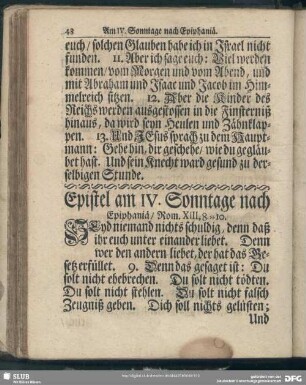 48 Am IV. Sonntage nach Epiphaniä.
euch/ solchen Glauben habe ich in Israel nicht
funden. 11. Aber ich sage euch: Viel werden
kommen/ vom Morgen und vom Abend, und
mit Abraham und Isaac und Jacob im Him-
melreich sitzen. 12. Aber die Kinder des
Reichs werden ausgestossen in die Finsterniß
hinaus, da wird seyn Heulen und Zähnklap-
pen. 13. Und JEsus sprach zu dem Haupt-
mann: Gehe hin, dir geschehe/ wie du gegläu-
bet hast. Und sein Knecht ward gesund zu der-
selbigen Stunde.
Epistel am IV. Sonntage nach
Epiphaniä/ Rom. XIII, 8-10.
SEyd niemand nichts schuldig, denn daß
ihr euch unter einander liebet. Denn
wer den andern liebet, der hat das Ge-
setz erfüllet. 9. Denn das gesaget ist: Du
solt nicht ehebrechen. Du solt nicht tödten.
Du solt nicht stehlen. Du solt nicht falsch
Zeugniß geben. Dich soll nichts gelüsten;
Und
SLUB
DFG